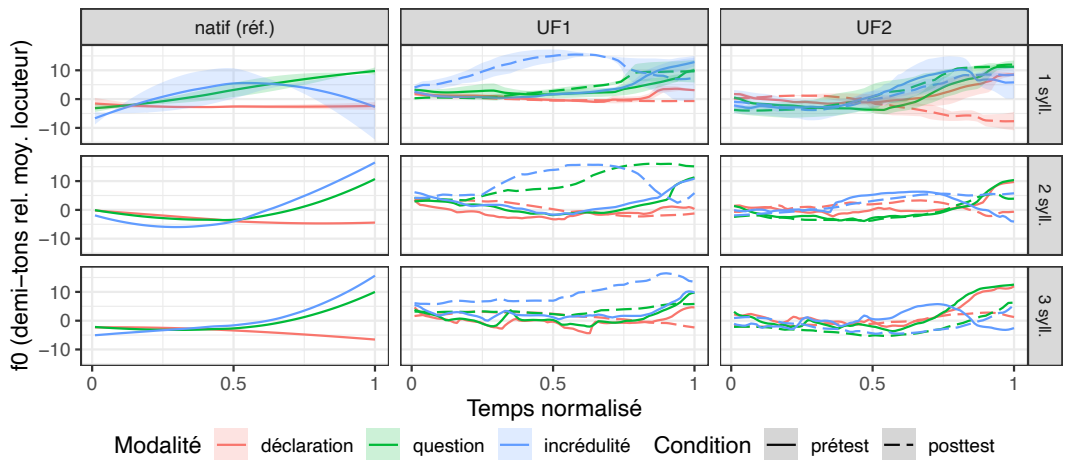 natif (réf.) UF1 UF2
f0 (demi−tons rel. moy. locuteur)
10
0
−10
1 syll.
10
0
−10
2 syll.
10
0
−10
3 syll.
0 0.5 1 0 0.5 1 0 0.5 1
Temps normalisé
Modalité déclaration question incrédulité Condition prétest posttest